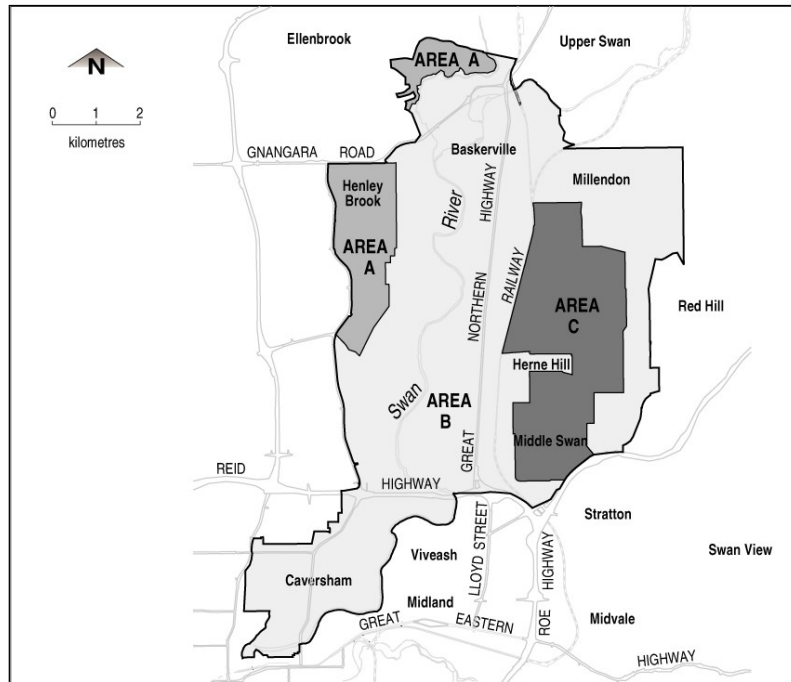 Ellenbrook
AREA A
Upper Swan
N
0 1 2
kilometres
GNANGARA ROAD
Baskerville
Henley
Brook
AREA
A
River
NORTHERN HIGHWAY
Millendon
RAILWAY
AREA
C
Red Hill
Herne Hill
Swan
AREA
B
GREAT
Middle Swan
REID
HIGHWAY
Stratton
LLOYD STREET
Viveash
Swan View
Caversham
Midland
ROE HIGHWAY
Midvale
GREAT EASTERN
HIGHWAY